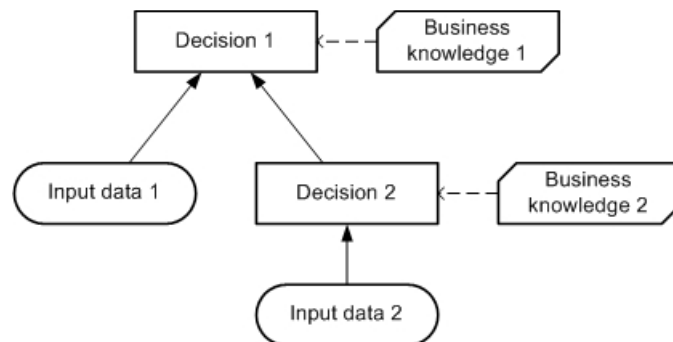 Decision 1
Business
knowledge 1
Input data 1
Decision 2
Business
knowledge 2
Input data 2